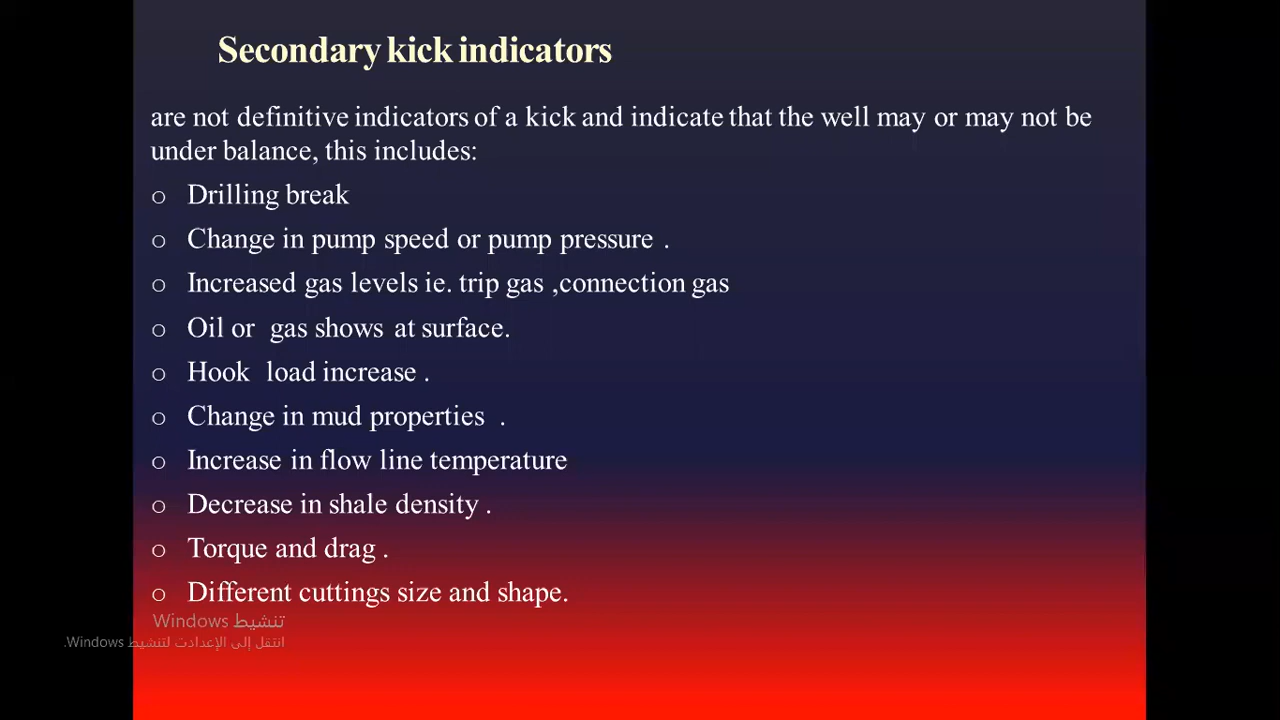 Secondary kick indicators
are not definitive indicators of a kick and indicate that the well may or may not be
under balance, this includes:
o Drilling break
o Change in pump speed or pump pressure .
o Increased gas levels ie. trip gas ,connection gas
o Oil or gas shows at surface.
o Hook load increase .
o Change in mud properties .
o Increase in flow line temperature
o Decrease in shale density .
o Torque and drag .
o Different cuttings size and shape.
تنشيط Windows
انتقل إلى الإعدادات لتنشيط Windows.